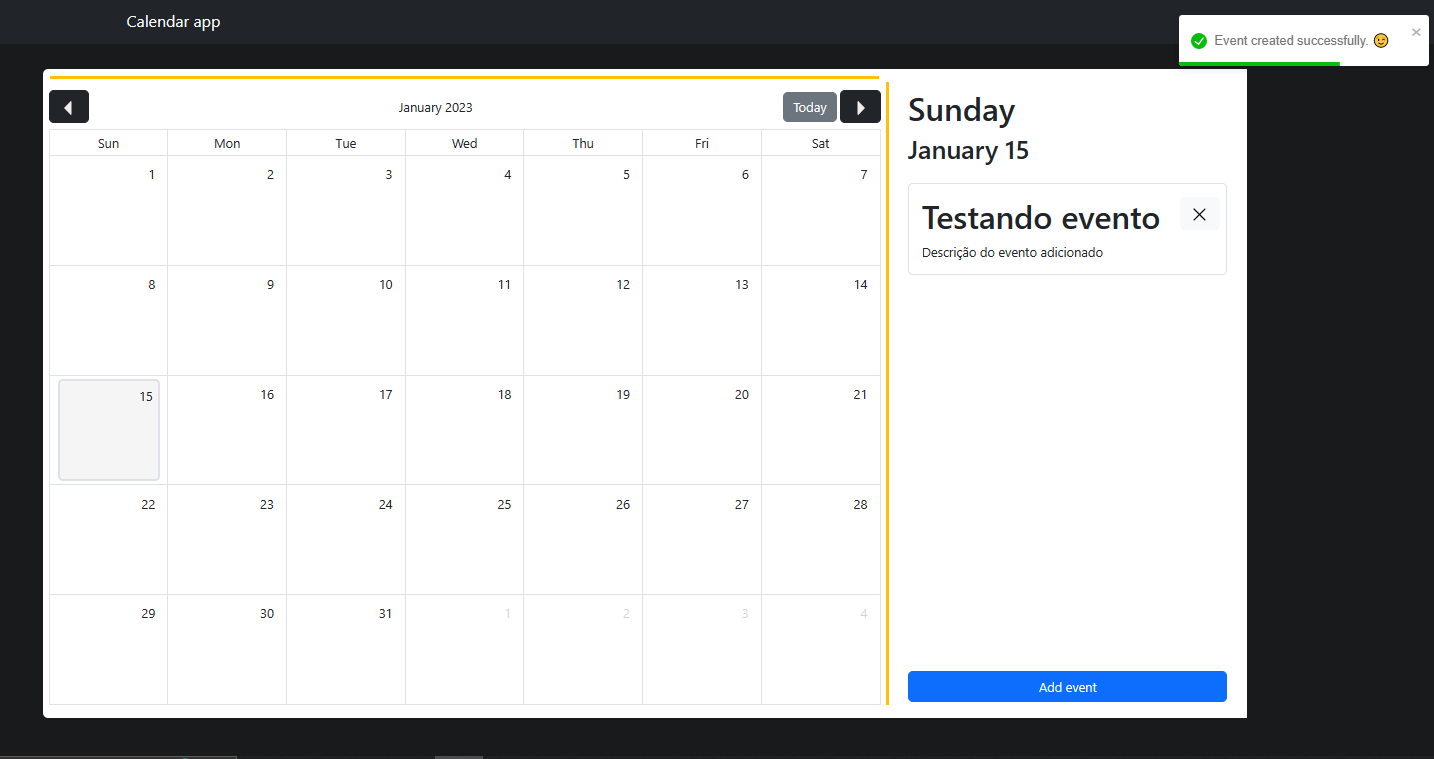 Calendar app
Event created successfully. 😉
January 2023
Today
Sun Mon Tue Wed Thu Fri Sat
1 2 3 4 5 6 7
8 9 10 11 12 13 14
15 16 17 18 19 20 21
22 23 24 25 26 27 28
29 30 31 1 2 3 4
Sunday
January 15
Testando evento
Descrição do evento adicionado
Add event